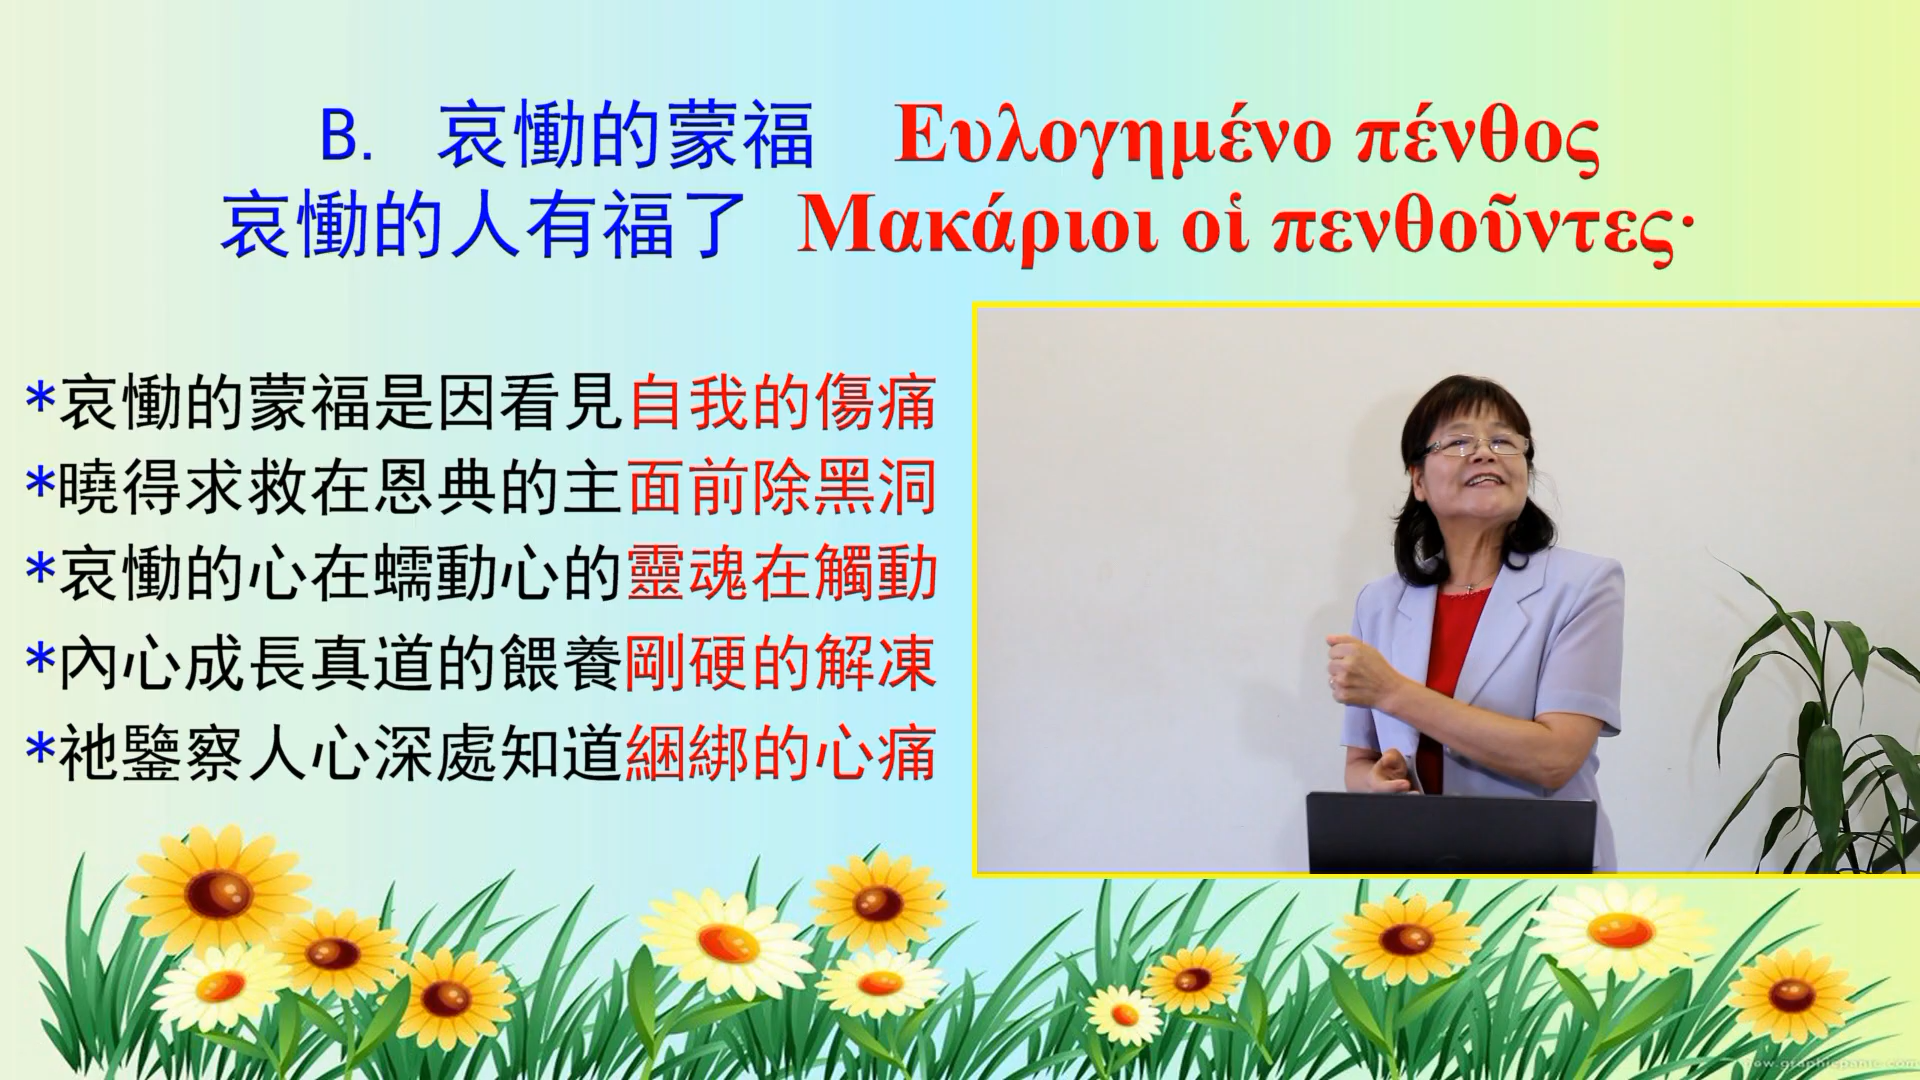 B. 哀慟的蒙福 Ευλογημένο πένθος
哀慟的人有福了 Μακάριοι οἱ πενθοῦντες·
*哀慟的蒙福是因看見自我的傷痛
*曉得求救在恩典的主面前除黑洞
*哀慟的心在蠕動心的靈魂在觸動
*內心成長真道的餵養剛硬的解凍
*祂鑒察人心深處知道綑綁的心痛